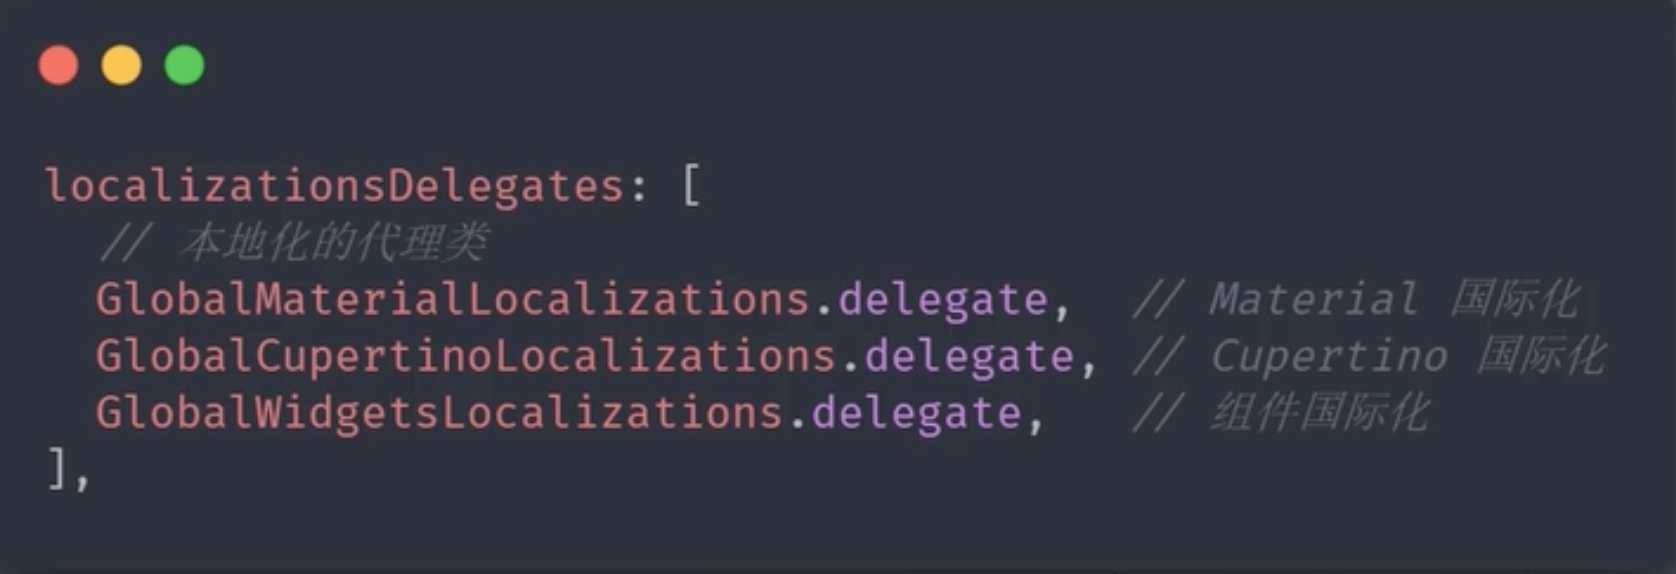 localizationsDelegates: [
  // 本地化的代理类
  GlobalMaterialLocalizations.delegate,  // Material 国际化
  GlobalCupertinoLocalizations.delegate, // Cupertino 国际化
  GlobalWidgetsLocalizations.delegate,   // 组件国际化
],